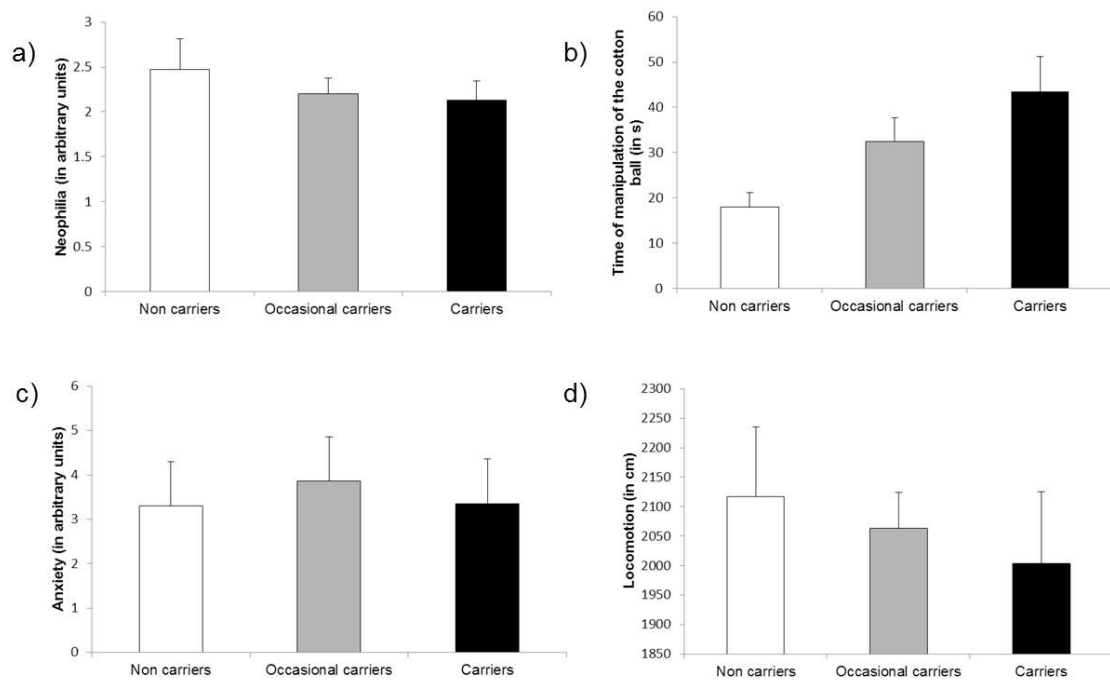 a)
Neophilia (in arbitrary units)
3
2.5
2
1.5
1
0.5
0
Non carriers
Occasional carriers
Carriers
b)
Time of manipulation of the cotton
ball (in s)
60
50
40
30
20
10
0
Non carriers
Occasional carriers
Carriers
c)
Anxiety (in arbitrary units)
6
5
4
3
2
1
0
Non carriers
Occasional carriers
Carriers
d)
Locomotion (in cm)
2300
2250
2200
2150
2100
2050
2000
1950
1900
1850
Non carriers
Occasional carriers
Carriers